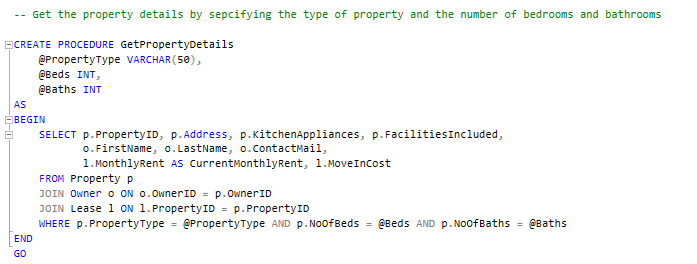 -- Get the property details by sepcifying the type of property and the number of bedrooms and bathrooms
CREATE PROCEDURE GetPropertyDetails
@PropertyType VARCHAR(50),
@Beds INT,
@Baths INT
AS
BEGIN
SELECT p.PropertyID, p.Address, p.KitchenAppliances, p.FacilitiesIncluded,
o.FirstName, o.LastName, o.ContactMail,
l.MonthlyRent AS CurrentMonthlyRent, l.MoveInCost
FROM Property p
JOIN Owner o ON o.OwnerID = p.OwnerID
JOIN Lease l ON l.PropertyID = p.PropertyID
WHERE p.PropertyType = @PropertyType AND p.NoOfBeds = @Beds AND p.NoOfBaths = @Baths
END
GO